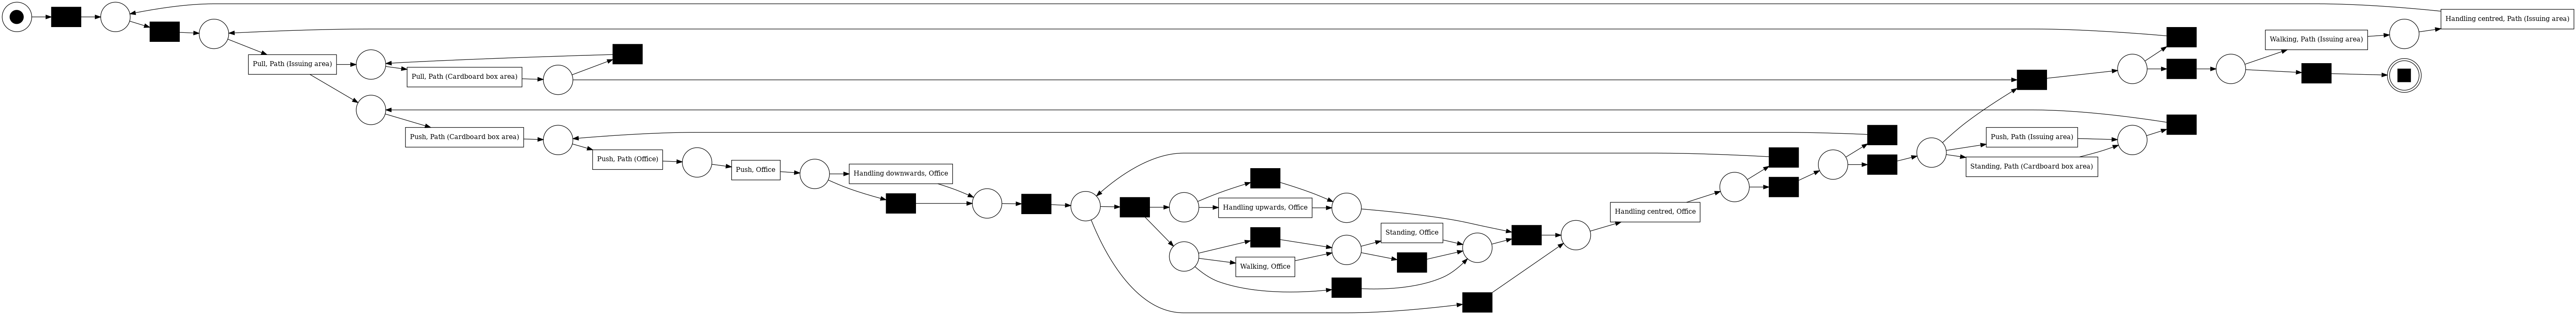 Handling centred, Path (Issuing area)
Walking, Path (Issuing area)
Pull, Path (Issuing area)
Pull, Path (Cardboard box area)
Push, Path (Cardboard box area)
Push, Path (Issuing area)
Push, Path (Office)
Standing, Path (Cardboard box area)
Push, Office
Handling downwards, Office
Handling upwards, Office
Handling centred, Office
Standing, Office
Walking, Office